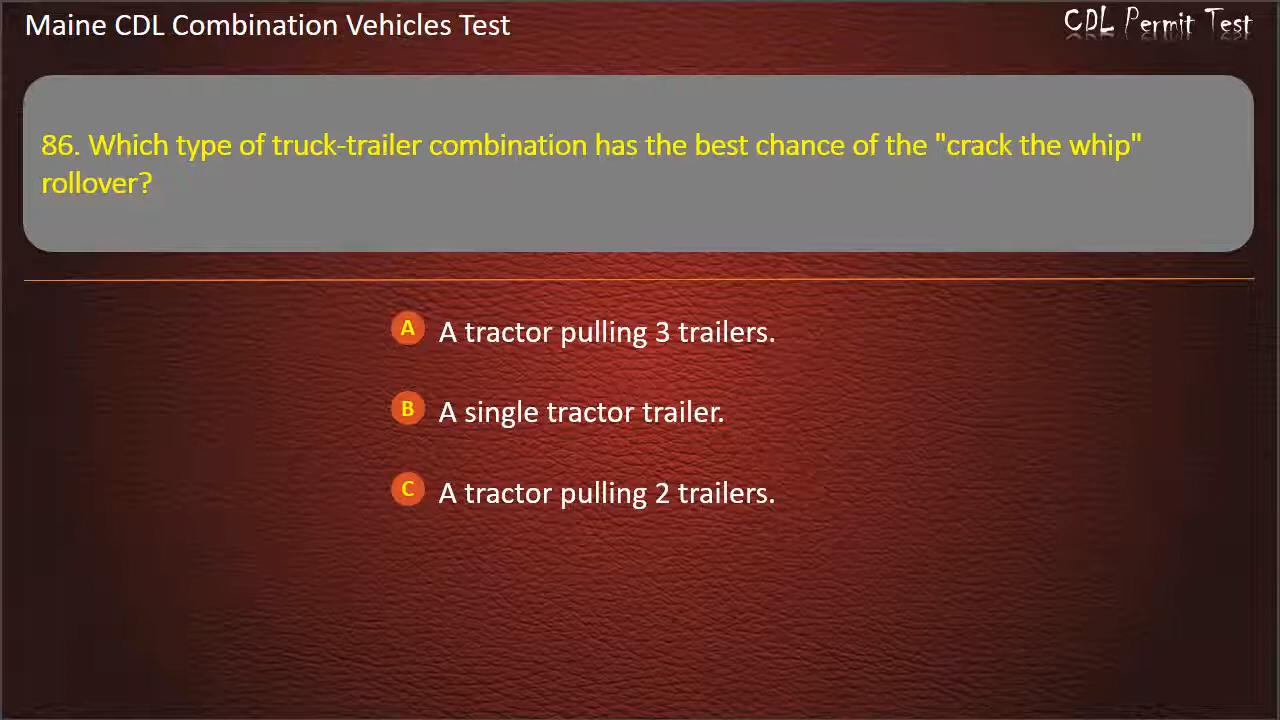 Maine CDL Combination Vehicles Test
CDL Permit Test
86. Which type of truck-trailer combination has the best chance of the "crack the whip"
rollover?
A A tractor pulling 3 trailers.
B A single tractor trailer.
C A tractor pulling 2 trailers.